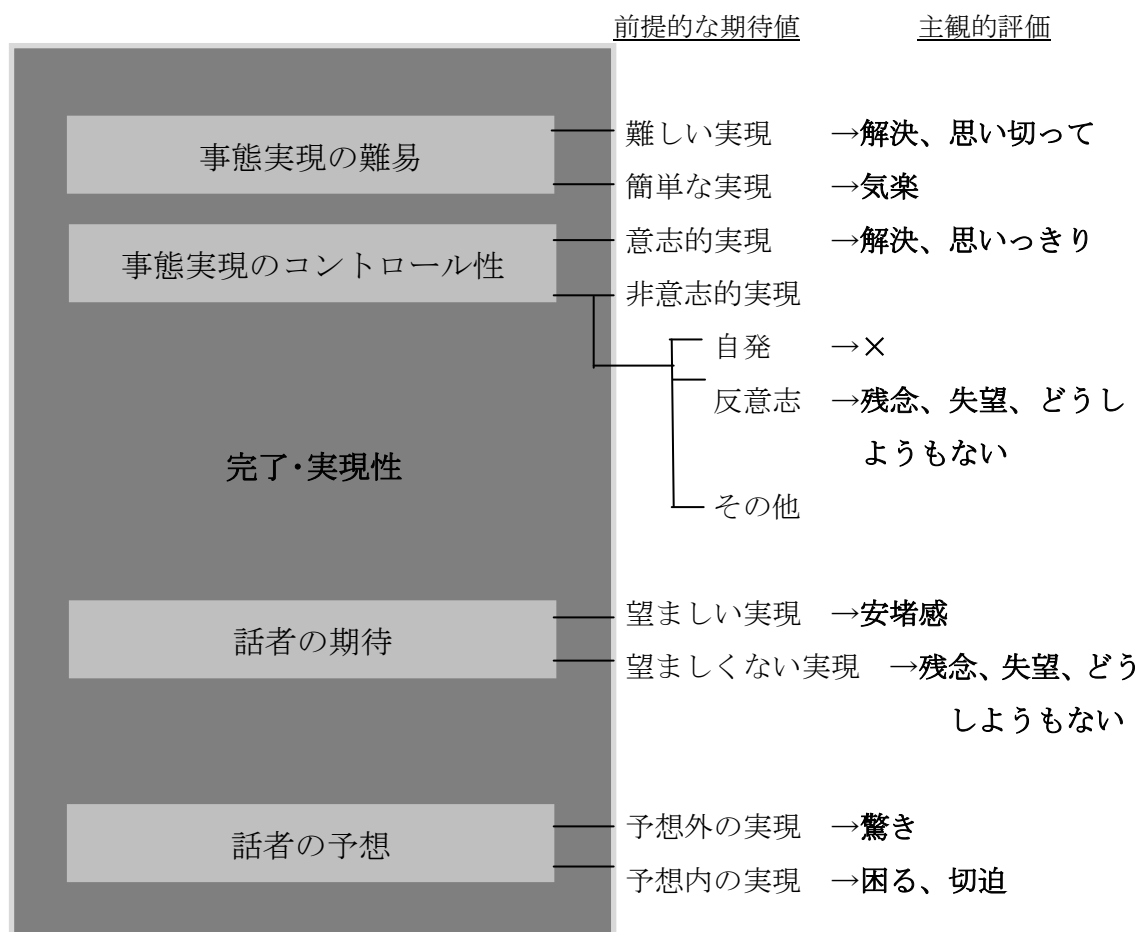 前提的な期待値 主観的評価
事態実現の難易
難しい実現 →解決、思い切って
簡単な実現 →気楽
事態実現のコントロール性
意志的実現 →解決、思いっきり
非意志的実現
自発 →×
反意志 →残念、失望、どうし
ようもない
その他
完了・実現性
話者の期待
望ましい実現 →安堵感
望ましくない実現 →残念、失望、どう
しようもない
話者の予想
予想外の実現 →驚き
予想内の実現 →困る、切迫